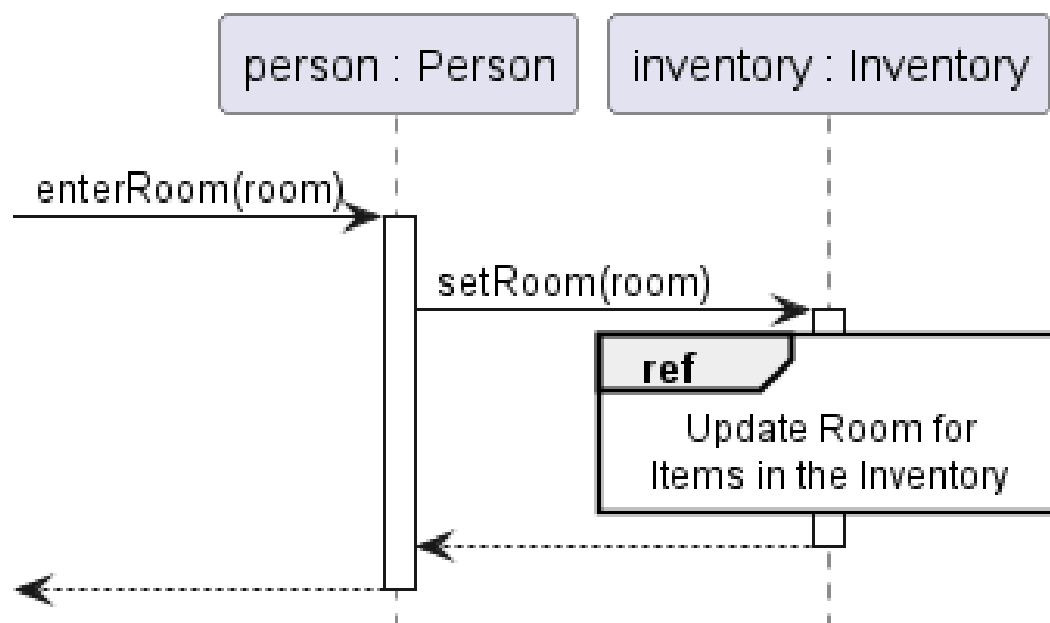 person : Person
inventory : Inventory
enterRoom(room)
setRoom(room)
ref
Update Room for
Items in the Inventory